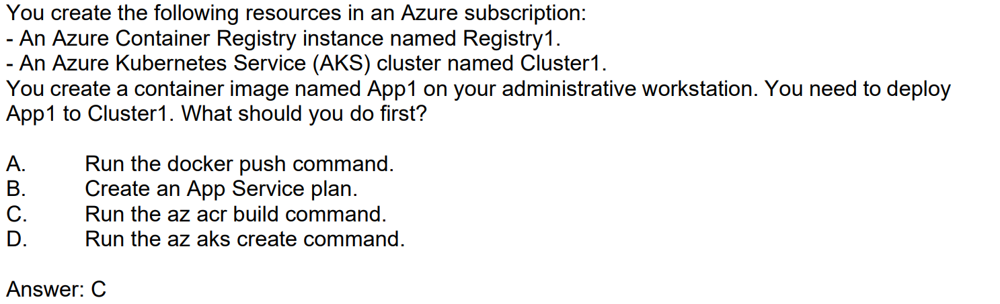 You create the following resources in an Azure subscription:
- An Azure Container Registry instance named Registry1.
- An Azure Kubernetes Service (AKS) cluster named Cluster1.
You create a container image named App1 on your administrative workstation. You need to deploy
App1 to Cluster1. What should you do first?
A. Run the docker push command.
B. Create an App Service plan.
C. Run the az acr build command.
D. Run the az aks create command.
Answer: C